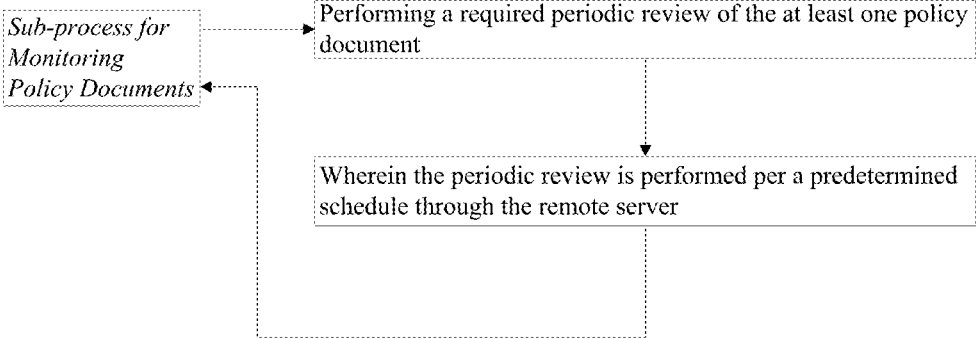 Sub-process for
Monitoring
Policy Documents
Performing a required periodic review of the at least one policy
document
Wherein the periodic review is performed per a predetermined
schedule through the remote server